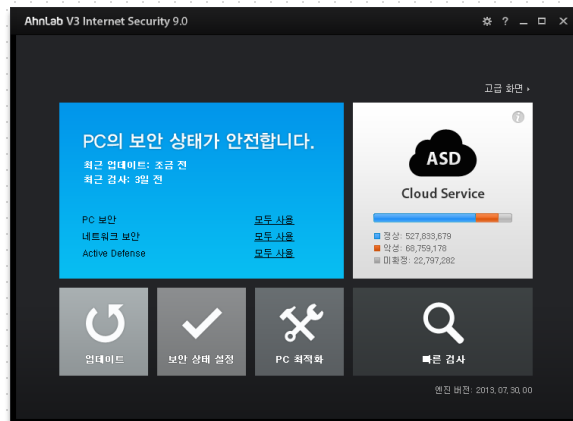 AhnLab V3 Internet Security 9.0
고급 화면
PC의 보안 상태가 안전합니다.
최근 업데이트: 조금 전
최근 검사: 3일 전
PC 보안 모두 사용
네트워크 보안 모두 사용
Active Defense 모두 사용
ASD
Cloud Service
정상: 527,833,679
악성: 68,759,178
미확정: 22,797,282
업데이트
보안 상태 설정
PC 최적화
빠른 검사
엔진 버전: 2013, 07, 30, 00